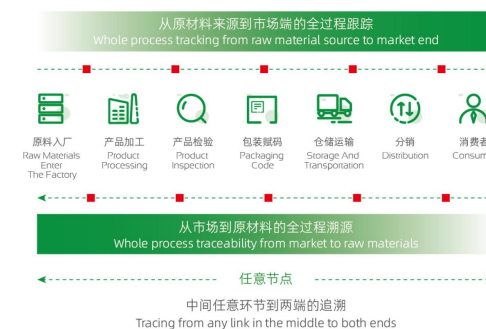 从原材料来源到市场端的全过程跟踪
Whole process tracking from raw material source to market end
原料入厂
Raw Materials
Enter
The Factory
产品加工
Product
Processing
产品检验
Product
Inspection
包装赋码
Packaging
Code
仓储运输
Storage And
Transportation
分销
Distribution
消费者
Consum
从市场到原材料的全过程溯源
Whole process traceability from market to raw materials
任意节点
中间任意环节到两端的追溯
Tracing from any link in the middle to both ends